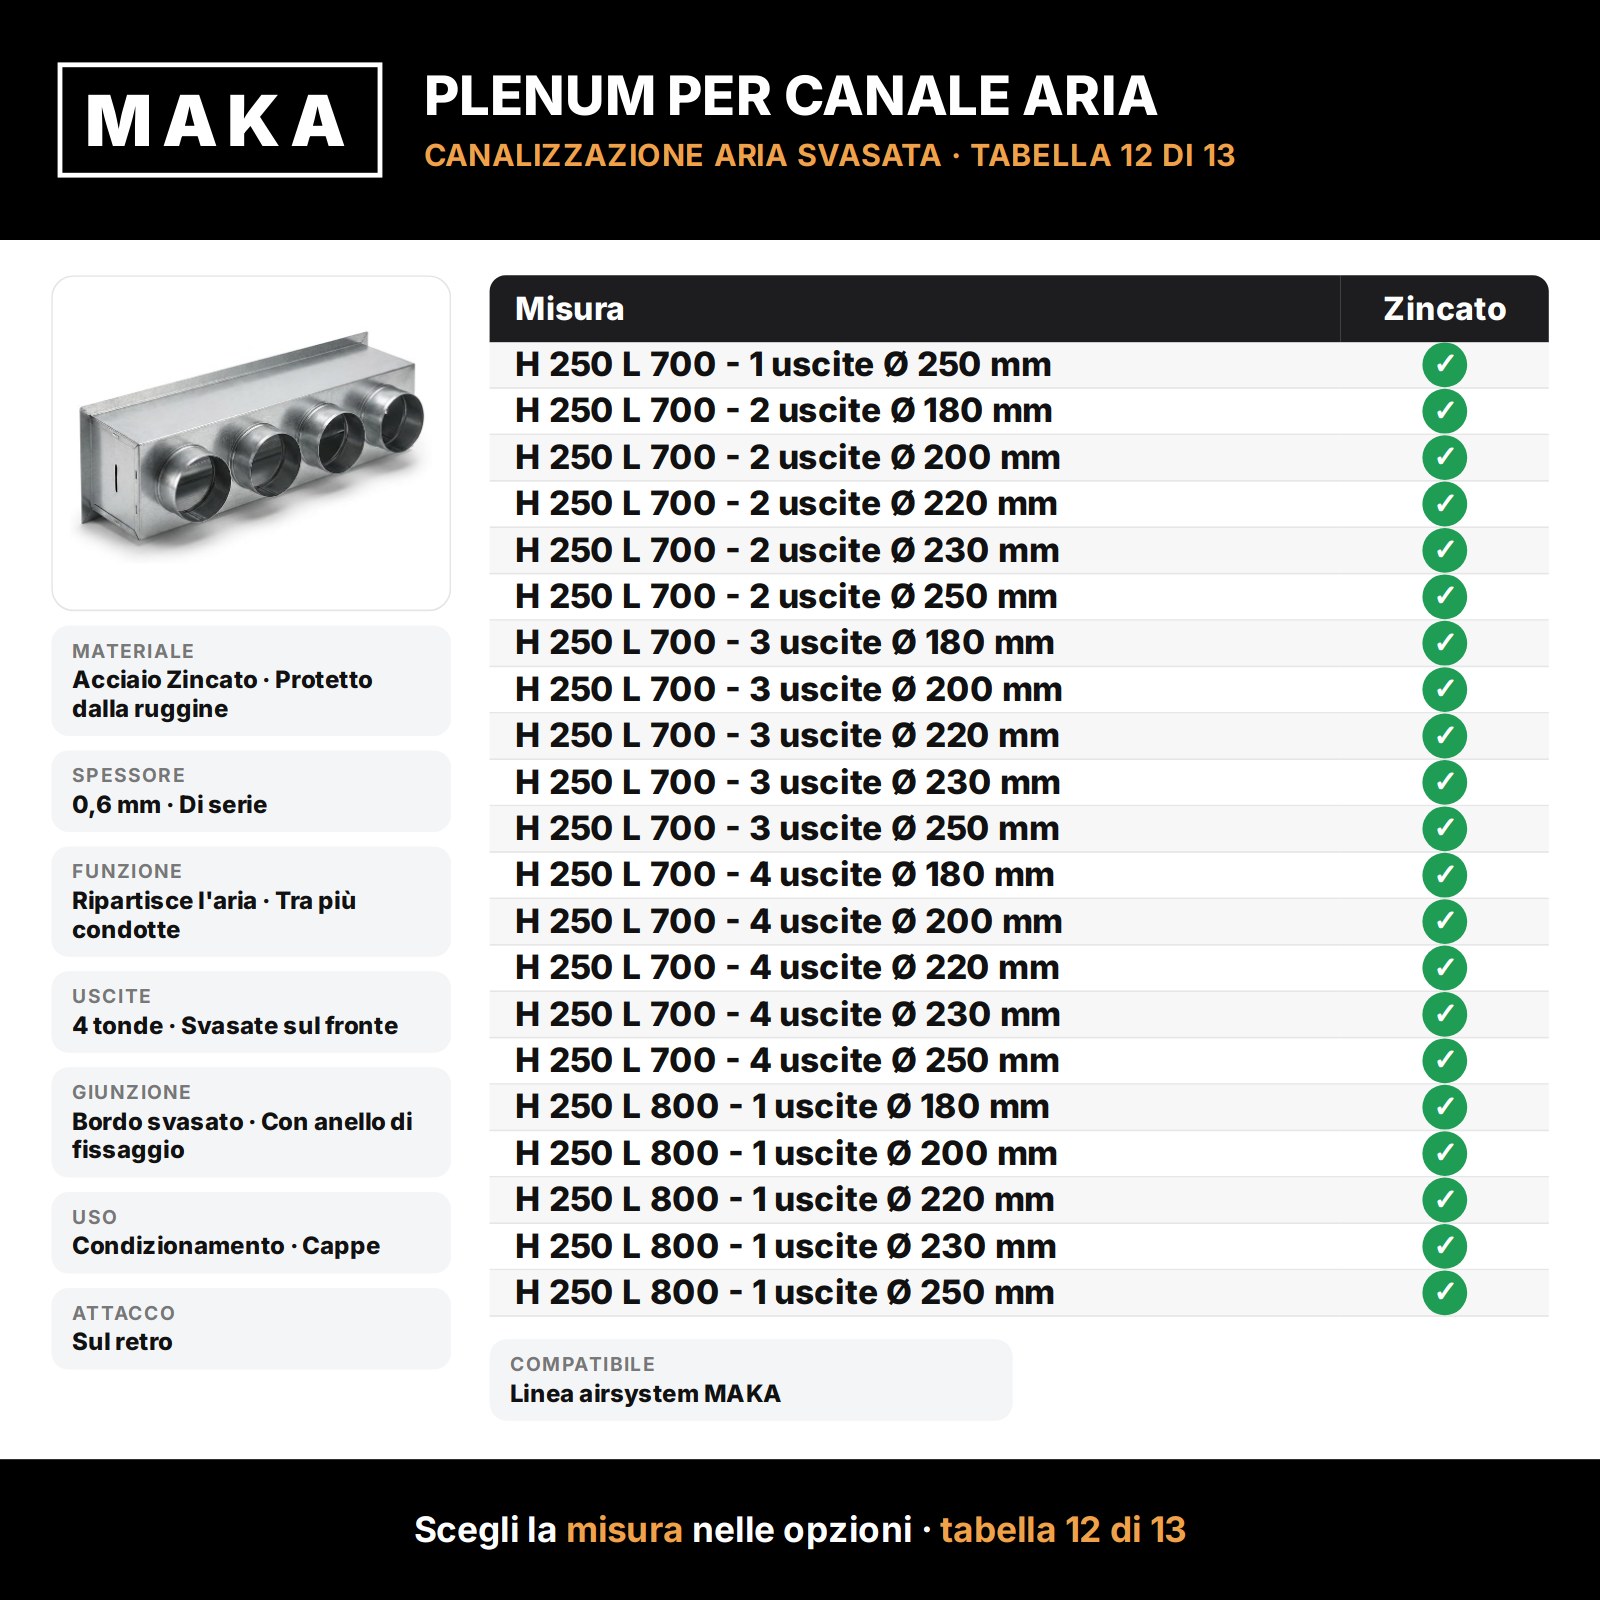 MAKA
PLENUM PER CANALE ARIA
CANALIZZAZIONE ARIA SVASATA · TABELLA 12 DI 13
MATERIALE
Acciaio Zincato · Protetto
dalla ruggine
SPESSORE
0,6 mm · Di serie
FUNZIONE
Ripartisce l'aria · Tra più
condotte
USCITE
4 tonde · Svasate sul fronte
GIUNZIONE
Bordo svasato · Con anello di
fissaggio
USO
Condizionamento · Cappe
ATTACCO
Sul retro
Misura Zincato
H 250 L 700 - 1 uscite Ø 250 mm ✓
H 250 L 700 - 2 uscite Ø 180 mm ✓
H 250 L 700 - 2 uscite Ø 200 mm ✓
H 250 L 700 - 2 uscite Ø 220 mm ✓
H 250 L 700 - 2 uscite Ø 230 mm ✓
H 250 L 700 - 2 uscite Ø 250 mm ✓
H 250 L 700 - 3 uscite Ø 180 mm ✓
H 250 L 700 - 3 uscite Ø 200 mm ✓
H 250 L 700 - 3 uscite Ø 220 mm ✓
H 250 L 700 - 3 uscite Ø 230 mm ✓
H 250 L 700 - 3 uscite Ø 250 mm ✓
H 250 L 700 - 4 uscite Ø 180 mm ✓
H 250 L 700 - 4 uscite Ø 200 mm ✓
H 250 L 700 - 4 uscite Ø 220 mm ✓
H 250 L 700 - 4 uscite Ø 230 mm ✓
H 250 L 700 - 4 uscite Ø 250 mm ✓
H 250 L 800 - 1 uscite Ø 180 mm ✓
H 250 L 800 - 1 uscite Ø 200 mm ✓
H 250 L 800 - 1 uscite Ø 220 mm ✓
H 250 L 800 - 1 uscite Ø 230 mm ✓
H 250 L 800 - 1 uscite Ø 250 mm ✓
COMPATIBILE
Linea airsystem MAKA
Scegli la misura nelle opzioni · tabella 12 di 13